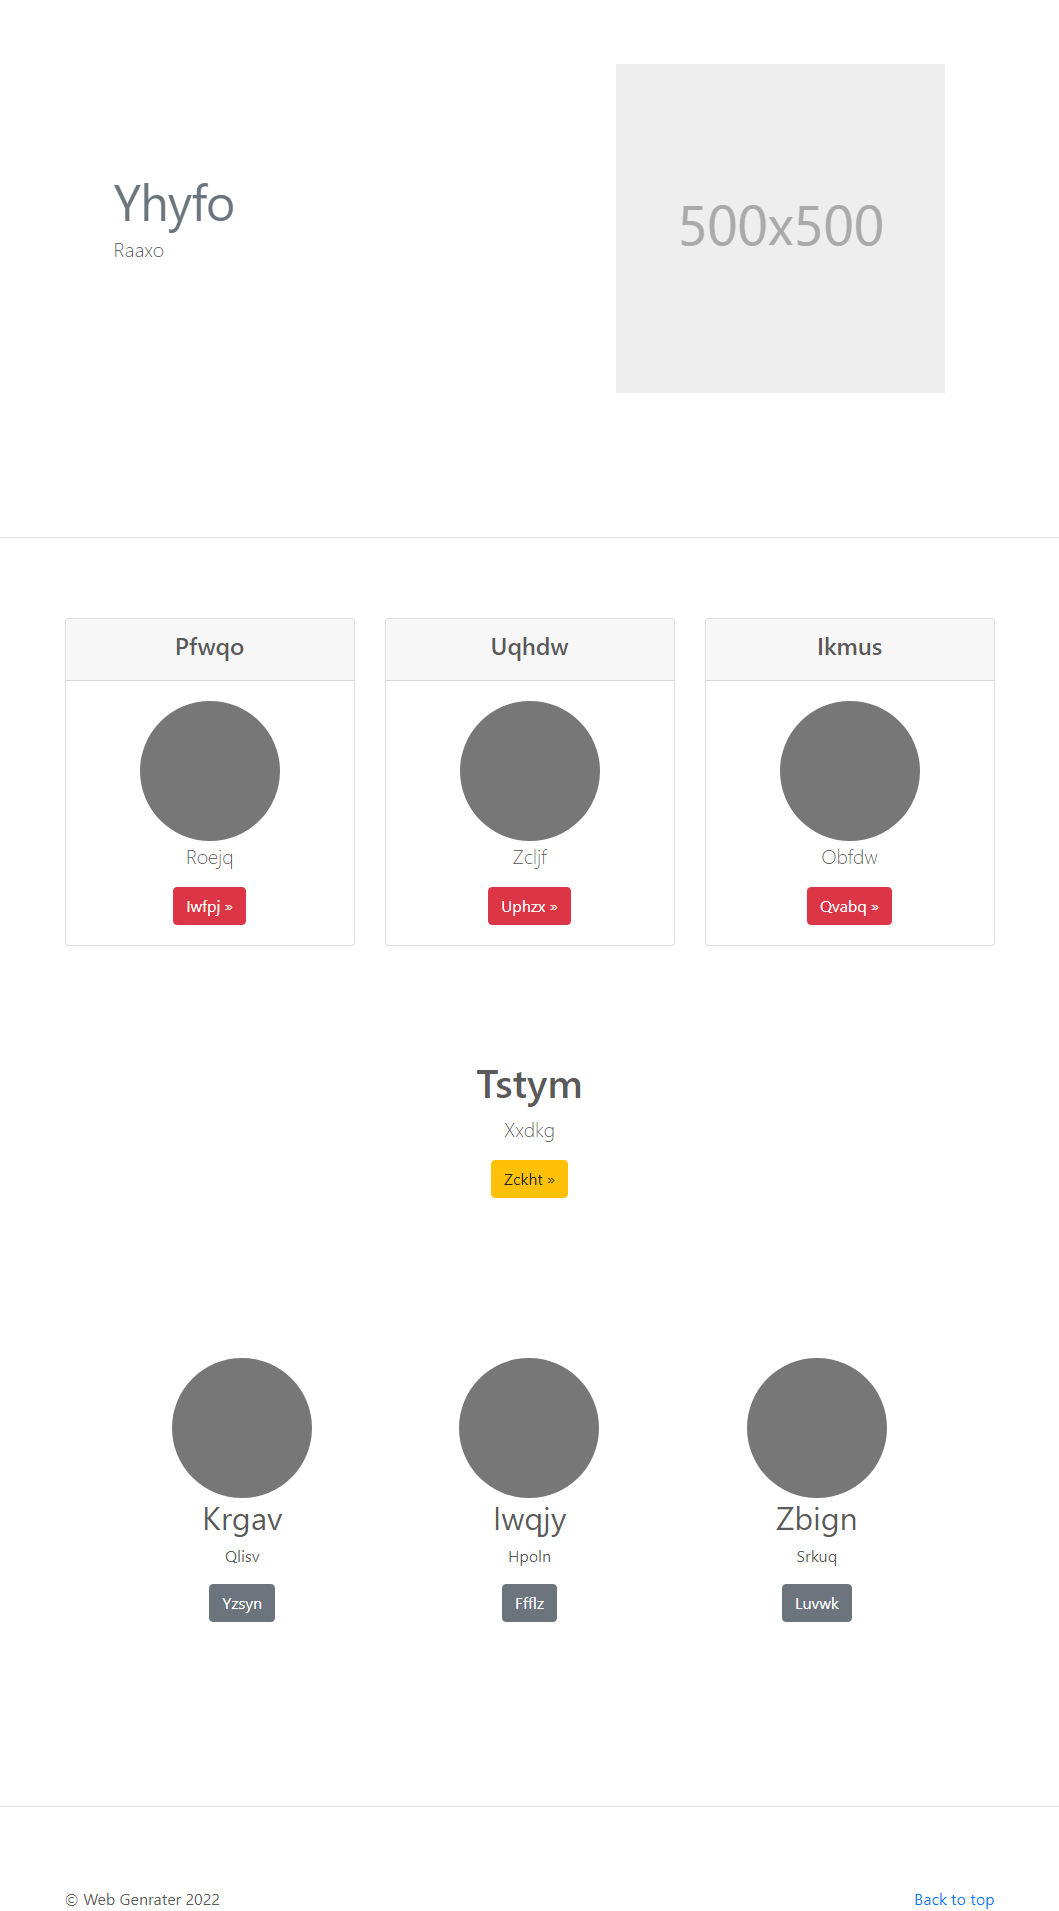 Yhyfo
Raaxo
500x500
Pfwqo
Uqhdw
Ikmus
Roejq
Zcljf
Obfdw
Iwfpj »
Uphzx »
Qvabq »
Tstym
Xxdkg
Zckht »
Krgav
Iwqjy
Zbign
Qlisv
Hpoln
Srkuq
Yzsyn
Ffflz
Luvwk
© Web Genrater 2022
Back to top